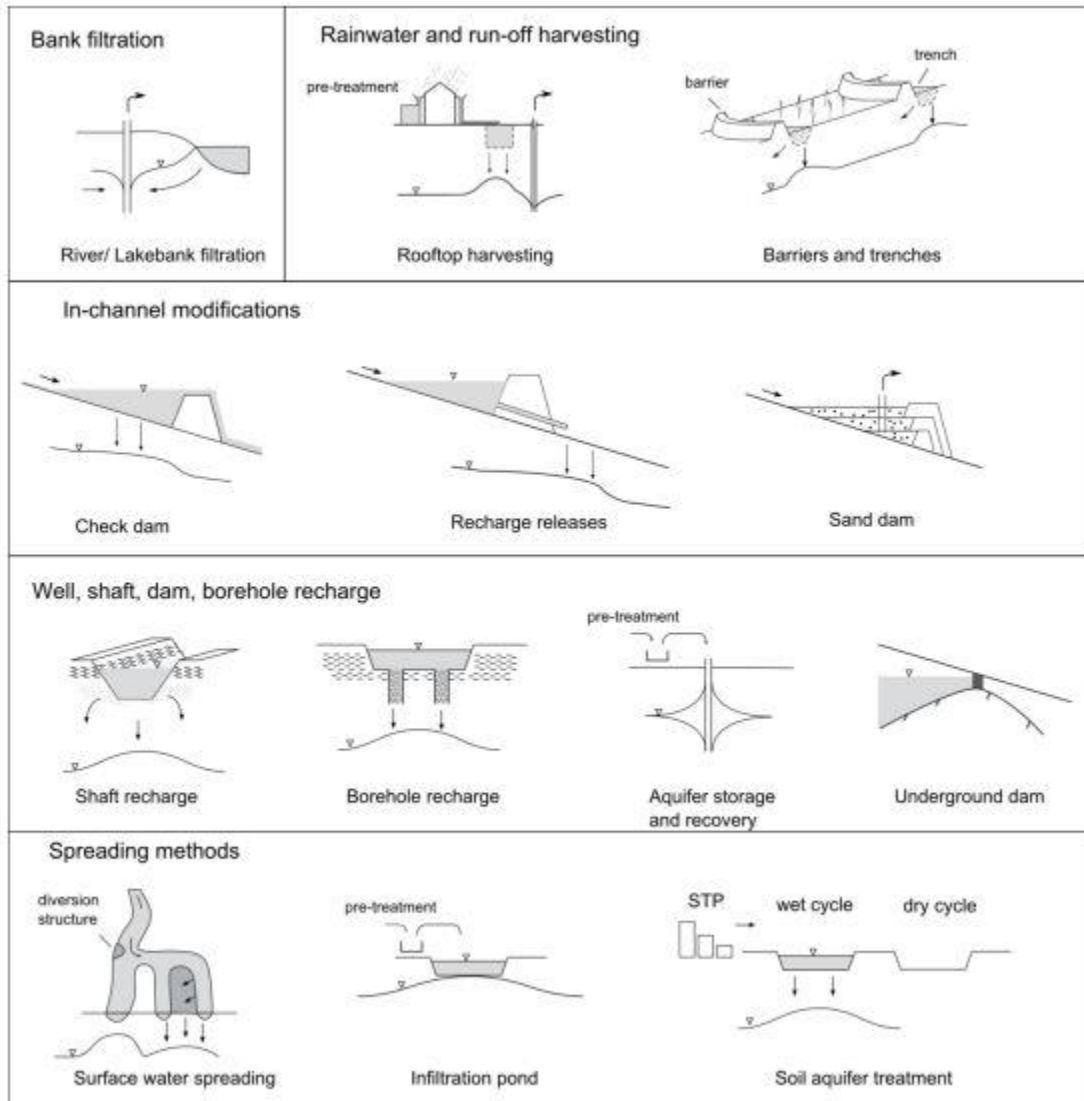 Bank filtration
River/ Lakebank filtration
Rainwater and run-off harvesting
pre-treatment
Rooftop harvesting
barrier
trench
Barriers and trenches
In-channel modifications
Check dam
Recharge releases
Sand dam
Well, shaft, dam, borehole recharge
Shaft recharge
Borehole recharge
pre-treatment
Aquifer storage
and recovery
Underground dam
Spreading methods
diversion
structure
Surface water spreading
pre-treatment
Infiltration pond
STP
wet cycle
dry cycle
Soil aquifer treatment